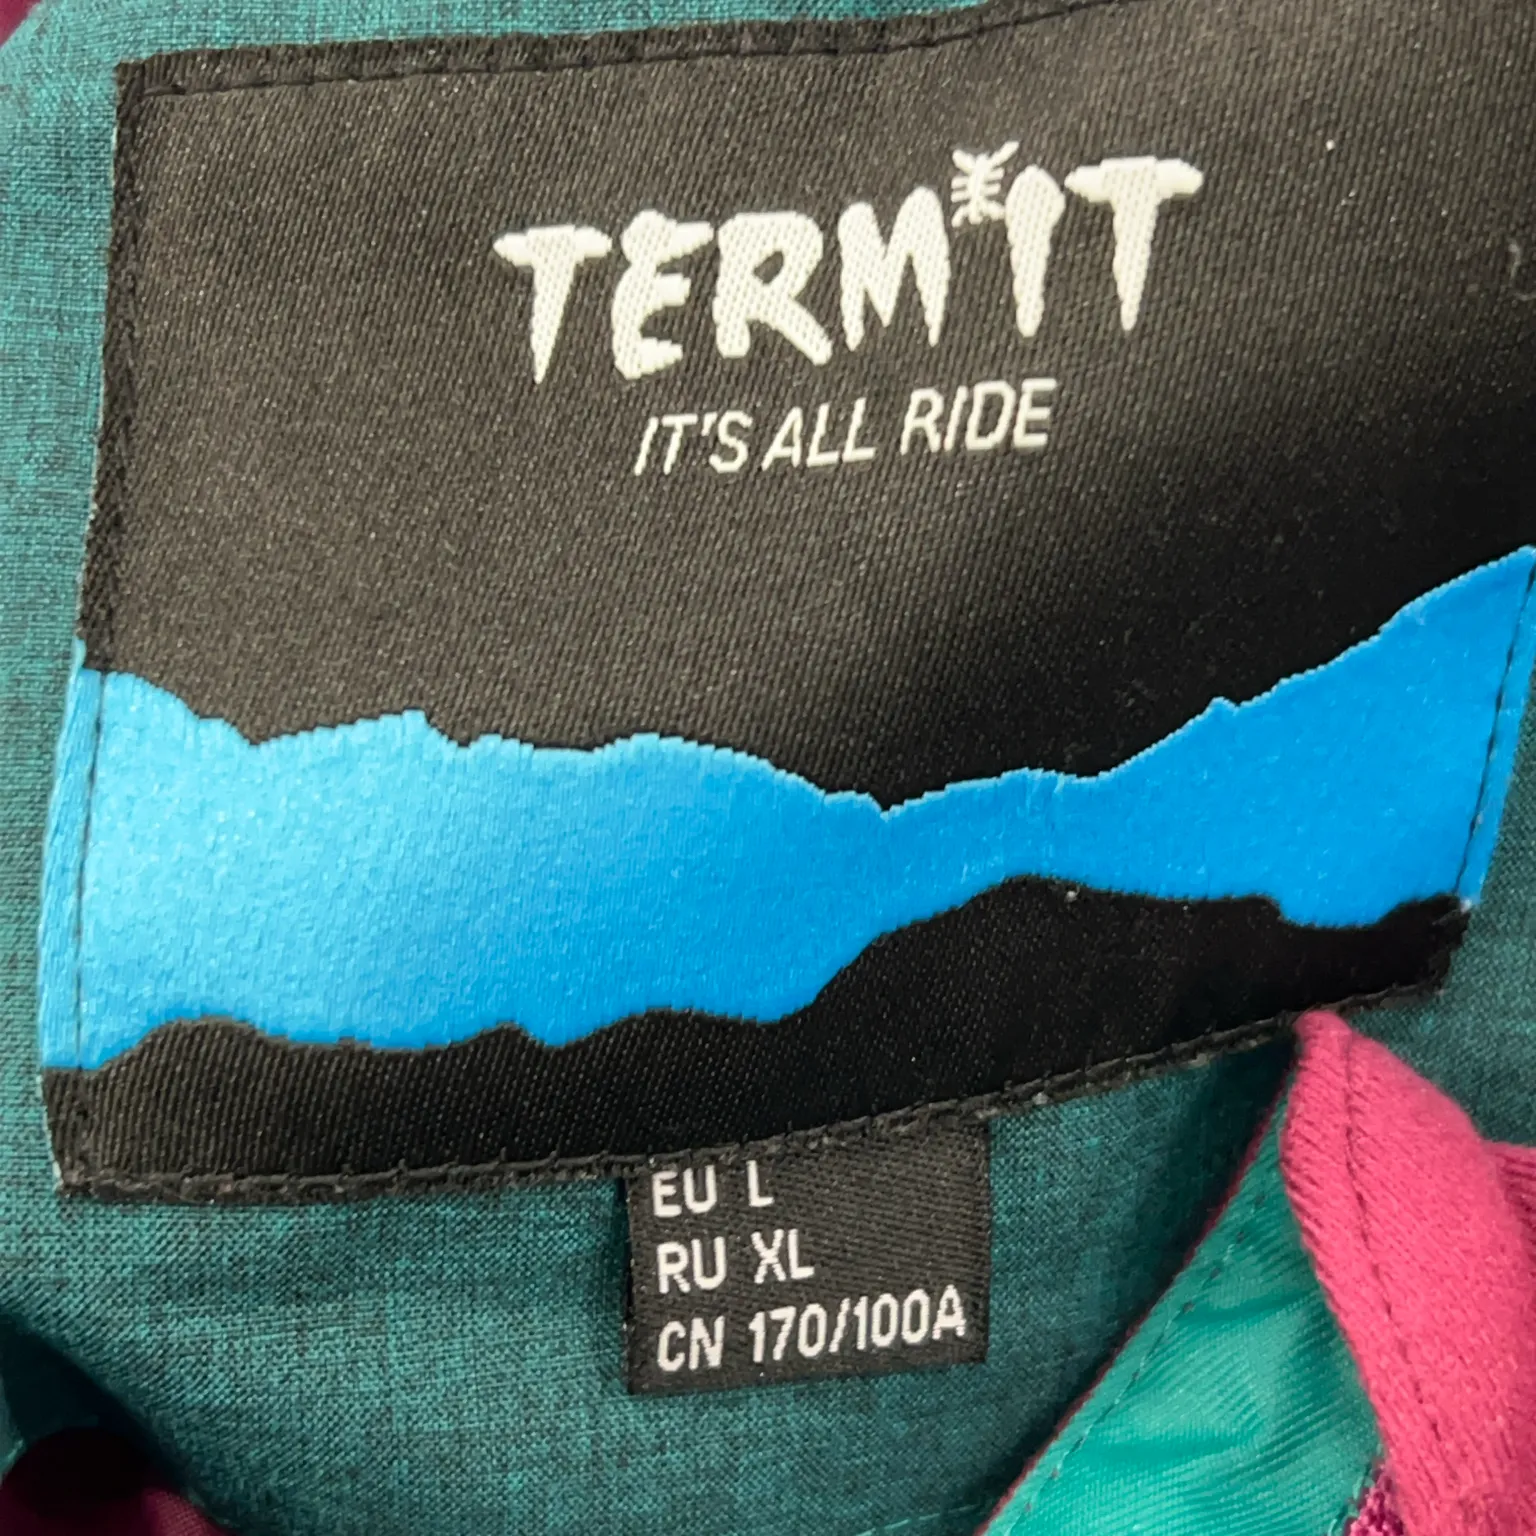 TERMIT
IT'S ALL RIDE
EU L
RU XL
CN 170/100A